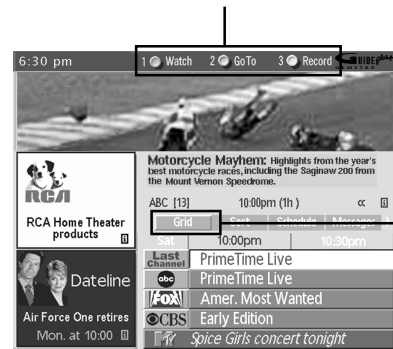 6:30 pm
1 Watch 2 GoTo 3 Record
GUIDE Plus+
GEMSTAR
Motorcycle Mayhem: Highlights from the year's
best motorcycle races, including the Saginaw 200 from
the Mount Vernon Speedrome.
ABC [13] 10:00pm (1h) << i
Grid Sort Schedule Messages
Sat 10:00pm 10:30pm
RCA
RCA Home Theater
products i
Last
Channel PrimeTime Live
abc PrimeTime Live
FOX Amer. Most Wanted
CBS Early Edition
Spice Girls concert tonight
Dateline
Air Force One retires
Mon. at 10:00 i